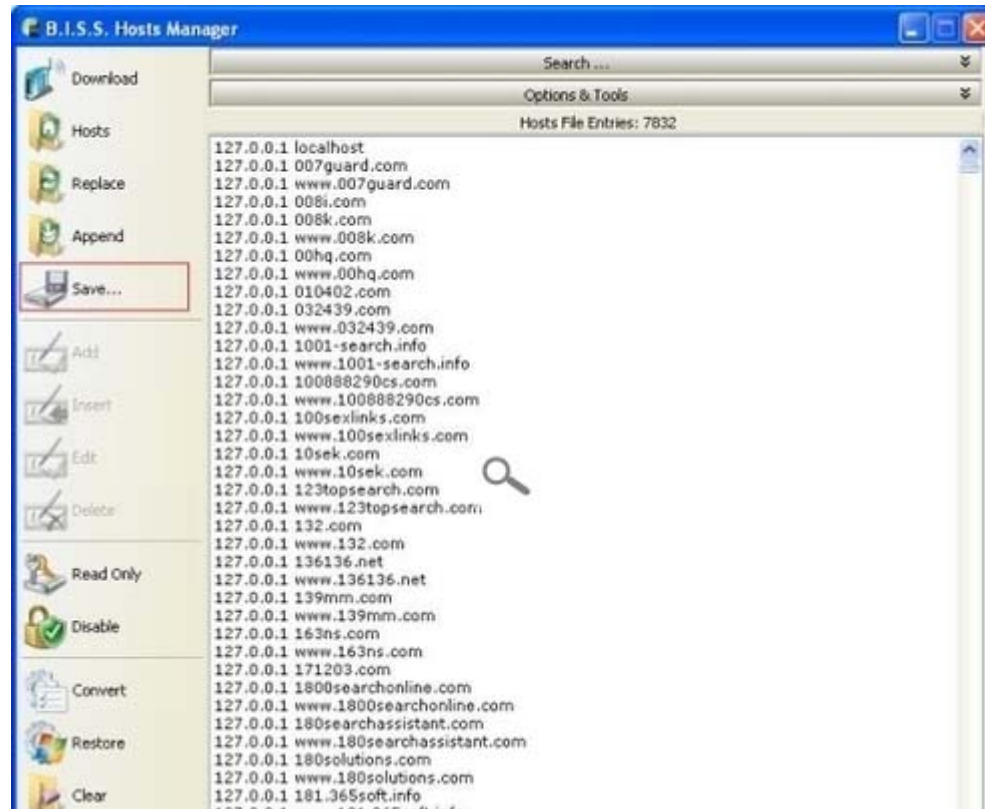 B.I.S.S. Hosts Manager
Download
Hosts
Replace
Append
Save...
Add
Insert
Edit
Delete
Read Only
Disable
Convert
Restore
Clear
Search ...
Options & Tools
Hosts File Entries: 7832
127.0.0.1 localhost
127.0.0.1 007guard.com
127.0.0.1 www.007guard.com
127.0.0.1 008i.com
127.0.0.1 008k.com
127.0.0.1 www.008k.com
127.0.0.1 00hq.com
127.0.0.1 www.00hq.com
127.0.0.1 010402.com
127.0.0.1 032439.com
127.0.0.1 www.032439.com
127.0.0.1 1001-search.info
127.0.0.1 www.1001-search.info
127.0.0.1 100888290cs.com
127.0.0.1 www.100888290cs.com
127.0.0.1 100sexlinks.com
127.0.0.1 www.100sexlinks.com
127.0.0.1 10sek.com
127.0.0.1 www.10sek.com
127.0.0.1 123topsearch.com
127.0.0.1 www.123topsearch.com
127.0.0.1 132.com
127.0.0.1 www.132.com
127.0.0.1 136136.net
127.0.0.1 www.136136.net
127.0.0.1 139mm.com
127.0.0.1 www.139mm.com
127.0.0.1 163ns.com
127.0.0.1 www.163ns.com
127.0.0.1 171203.com
127.0.0.1 1800searchonline.com
127.0.0.1 www.1800searchonline.com
127.0.0.1 180searchassistant.com
127.0.0.1 www.180searchassistant.com
127.0.0.1 180solutions.com
127.0.0.1 www.180solutions.com
127.0.0.1 181.365soft.info